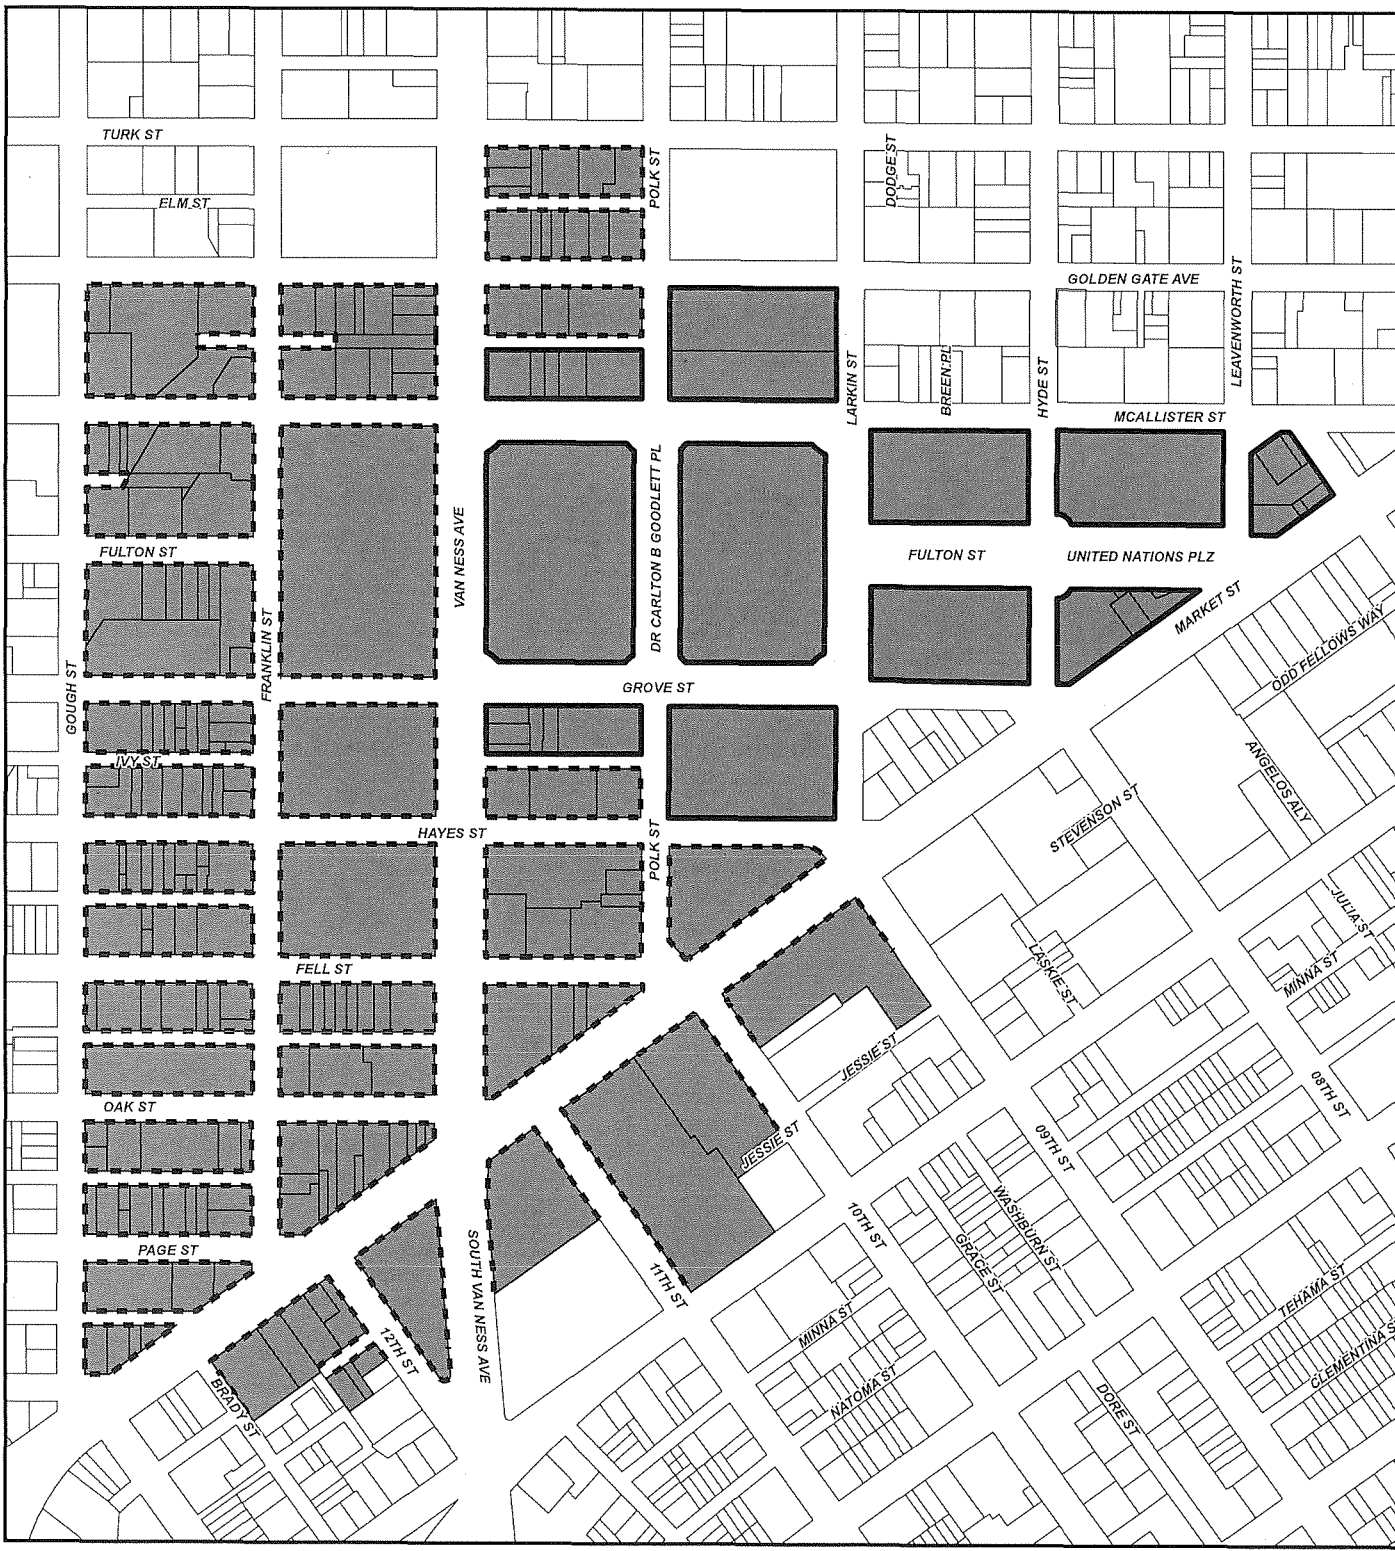 TURK ST
POLK ST
DODGE ST
ELM ST
GOLDEN GATE AVE
LEAVENWORTH ST
LARKIN ST
BREEN PL
HYDE ST
MCALLISTER ST
VAN NESS AVE
DR CARLTON B GOODLETT PL
FULTON ST
FULTON ST
UNITED NATIONS PLZ
MARKET ST
ODD FELLOWS WAY
FRANKLIN ST
GOUGH ST
GROVE ST
IVY ST
ANGELOS ALY
STEVENSON ST
HAYES ST
POLK ST
JULIA ST
FELL ST
LASKIE ST
MINNA ST
JESSIE ST
08TH ST
OAK ST
JESSIE ST
09TH ST
WASHBURN ST
10TH ST
GRACE ST
PAGE ST
SOUTH VAN NESS AVE
11TH ST
TEHAMA ST
MINNA ST
12TH ST
CLEMENTINA S
BRADY ST
NATOMA ST
DORE ST